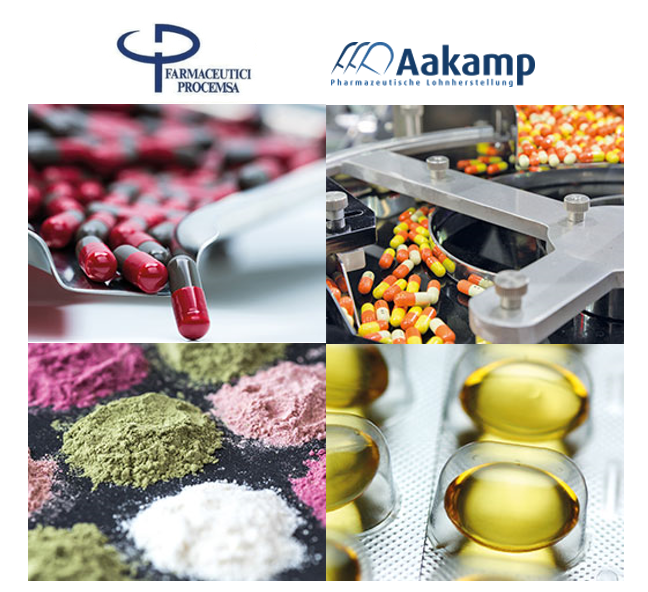 FARMACEUTICI
PROCEMSA
Aakamp
Pharmazeutische Lohnherstellung